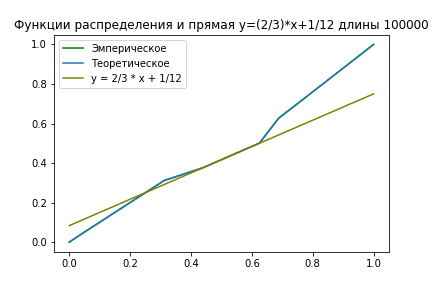 Функции распределения и прямая y=(2/3)*x+1/12 длины 100000
Эмперическое
Теоретическое
y = 2/3 * x + 1/12
1.0
0.8
0.6
0.4
0.2
0.0
0.0 0.2 0.4 0.6 0.8 1.0